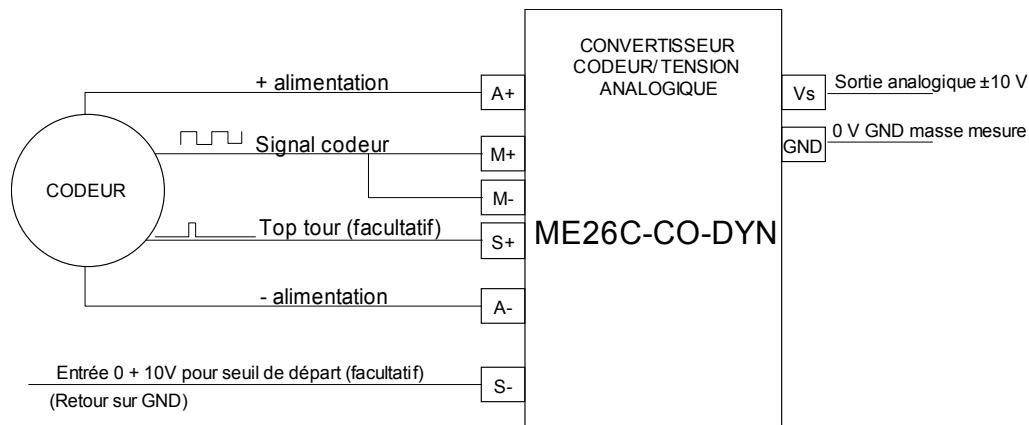 CONVERTISSEUR
CODEUR/ TENSION
ANALOGIQUE
+ alimentation
A+
Vs
Sortie analogique ±10 V
Signal codeur
M+
GND
0 V GND masse mesure
CODEUR
M-
Top tour (facultatif)
S+
ME26C-CO-DYN
- alimentation
A-
Entrée 0 + 10V pour seuil de départ (facultatif)
S-
(Retour sur GND)